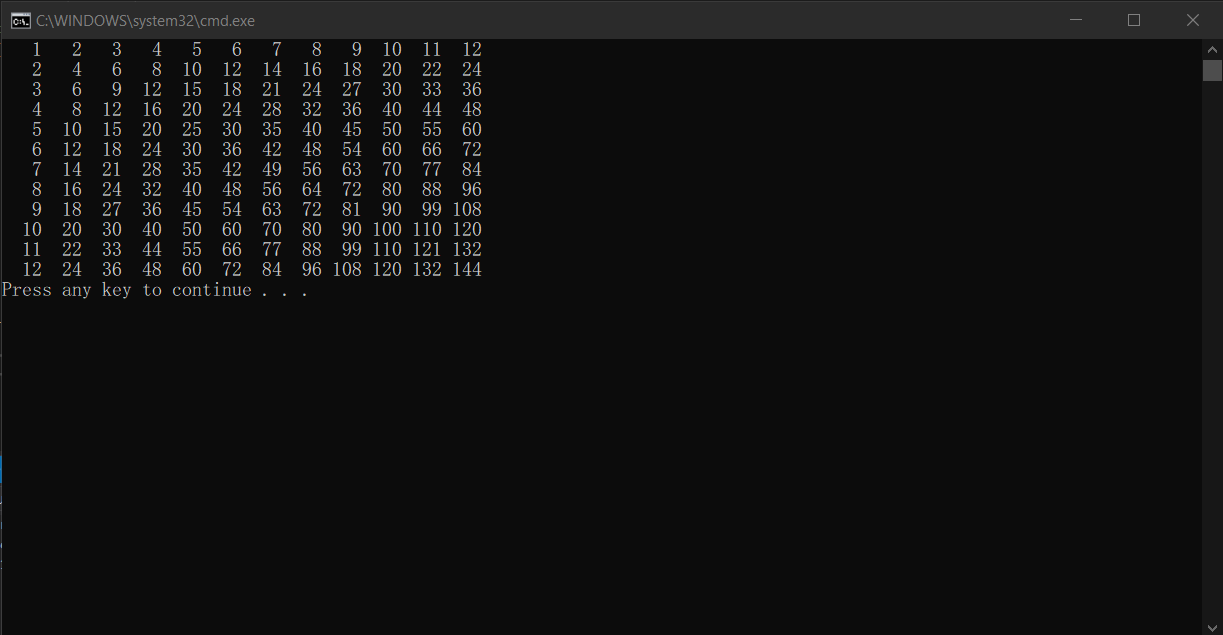 C:\WINDOWS\system32\cmd.exe
   1   2   3   4   5   6   7   8   9  10  11  12
   2   4   6   8  10  12  14  16  18  20  22  24
   3   6   9  12  15  18  21  24  27  30  33  36
   4   8  12  16  20  24  28  32  36  40  44  48
   5  10  15  20  25  30  35  40  45  50  55  60
   6  12  18  24  30  36  42  48  54  60  66  72
   7  14  21  28  35  42  49  56  63  70  77  84
   8  16  24  32  40  48  56  64  72  80  88  96
   9  18  27  36  45  54  63  72  81  90  99 108
  10  20  30  40  50  60  70  80  90 100 110 120
  11  22  33  44  55  66  77  88  99 110 121 132
  12  24  36  48  60  72  84  96 108 120 132 144
Press any key to continue . . .